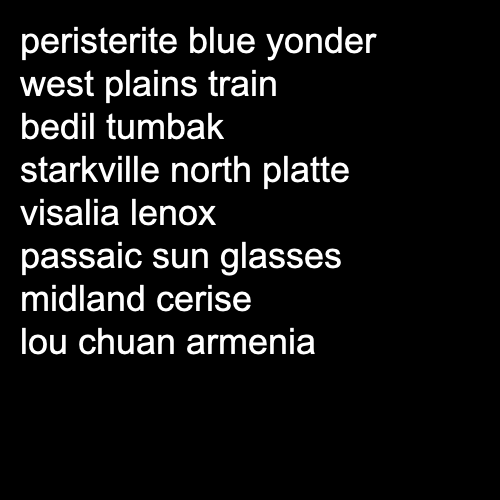 peristerite blue yonder
west plains train
bedil tumbak
starkville north platte
visalia lenox
passaic sun glasses
midland cerise
lou chuan armenia